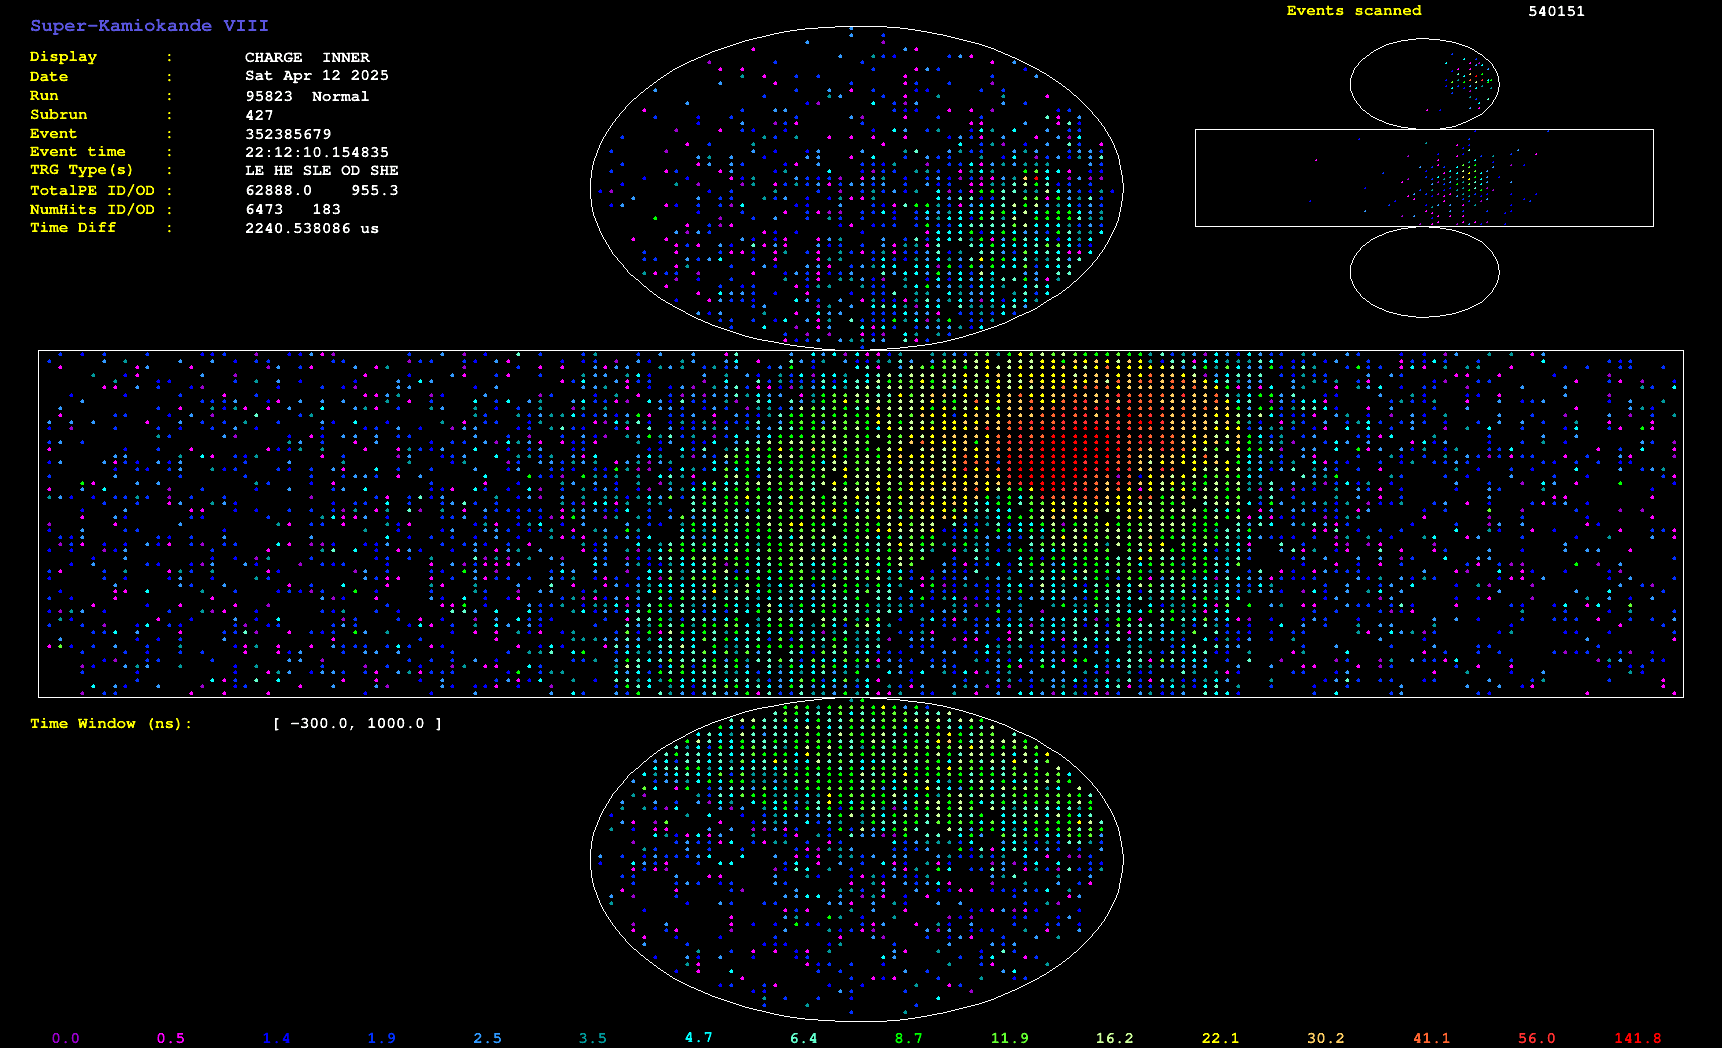 Super-Kamiokande VIII
Events scanned 540151
Display : CHARGE INNER
Date : Sat Apr 12 2025
Run : 95823 Normal
Subrun : 427
Event : 352385679
Event time : 22:12:10.154835
TRG Type(s) : LE HE SLE OD SHE
TotalPE ID/OD : 62888.0 955.3
NumHits ID/OD : 6473 183
Time Diff : 2240.538086 us
Time Window (ns): [ -300.0, 1000.0 ]
0.0 0.5 1.4 1.9 2.5 3.5 4.7 6.4 8.7 11.9 16.2 22.1 30.2 41.1 56.0 141.8